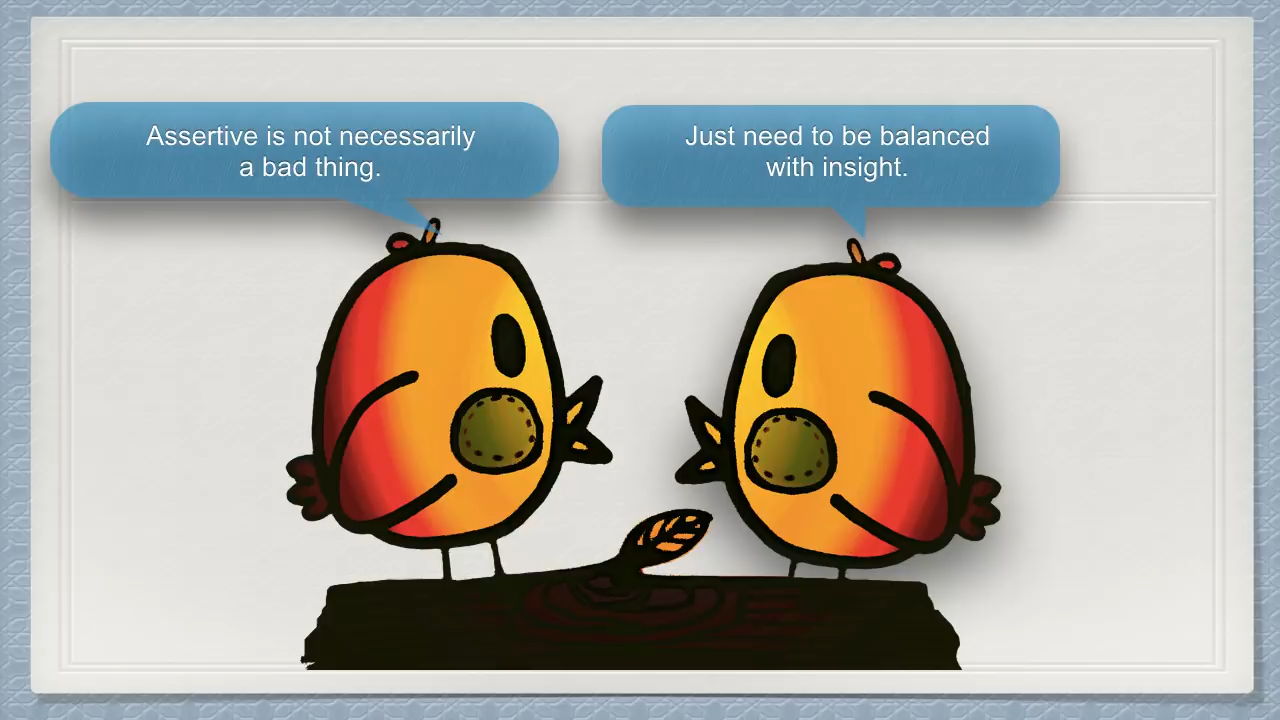 Assertive is not necessarily
a bad thing.
Just need to be balanced
with insight.